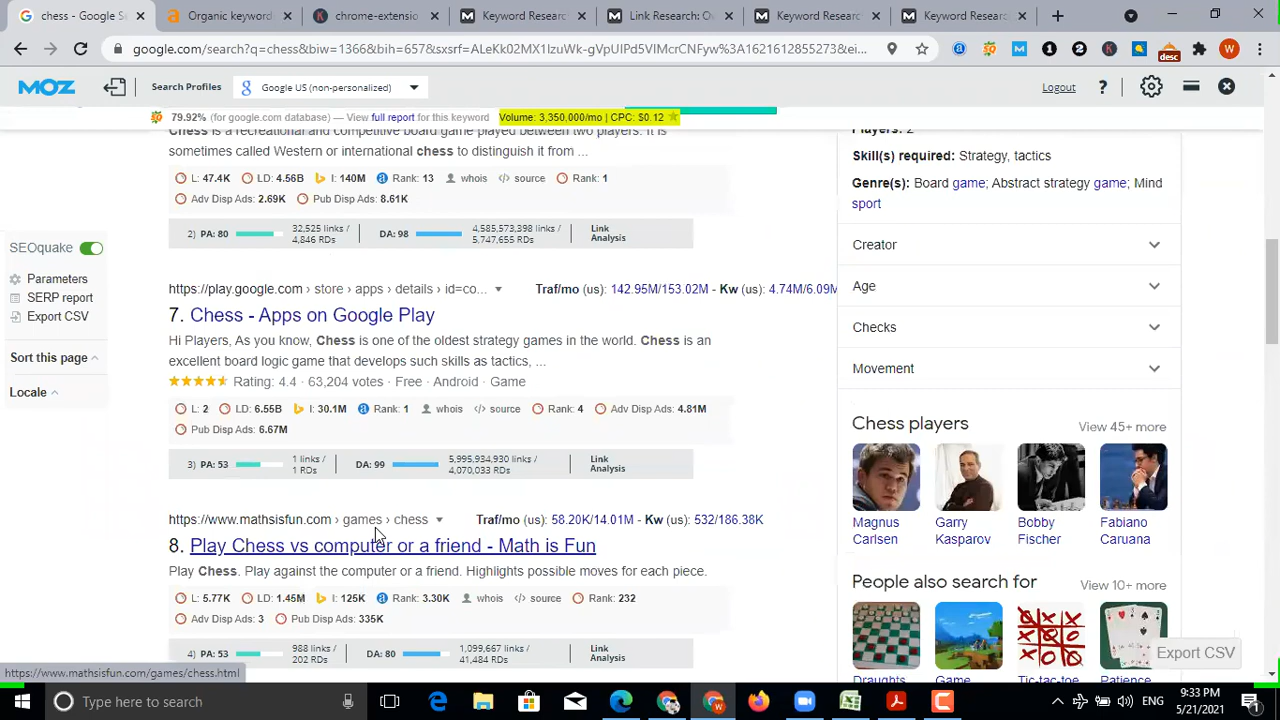 chess - Google S
Organic keyword
chrome-extensio
Keyword Resear
Link Research: O
Keyword Resear
Keyword Resear
google.com/search?q=chess&biw=1366&bih=657&sxsrf=ALeKk02MX1IzuWk-gVpUIPd5VIMcrCNFyw%3A1621612855273&ei...
MOZ
Search Profiles
Google US (non-personalized)
Logout
?
79.92% (for google.com database) — View full report for this keyword
Volume: 3,350,000/mo | CPC: $0.12
Chess is a recreational and competitive board game played between two players. It is
sometimes called Western or international chess to distinguish it from ...
L: 47.4K LD: 4.56B I: 140M Rank: 13 whois source Rank: 1
Adv Disp Ads: 2.69K Pub Disp Ads: 8.61K
2) PA: 80
32,525 links /
4,846 RDs
DA: 98
4,585,573,398 links /
5,747,655 RDs
Link
Analysis
SEOquake
Parameters
SERP report
Export CSV
Sort this page
Locale
https://play.google.com › store › apps › details › id=co...
Traf/mo (us): 142.95M/153.02M - Kw (us): 4.74M/6.09M
7. Chess - Apps on Google Play
Hi Players, As you know, Chess is one of the oldest strategy games in the world. Chess is an
excellent board logic game that develops such skills as tactics, ...
Rating: 4.4 · 63,204 votes · Free · Android · Game
L: 2 LD: 6.55B I: 30.1M Rank: 1 whois source Rank: 4 Adv Disp Ads: 4.81M
Pub Disp Ads: 6.67M
3) PA: 53
1 links /
1 RDs
DA: 99
5,995,934,930 links /
4,070,033 RDs
Link
Analysis
https://www.mathsisfun.com › games › chess
Traf/mo (us): 58.20K/14.01M - Kw (us): 532/186.38K
8. Play Chess vs computer or a friend - Math is Fun
Play Chess. Play against the computer or a friend. Highlights possible moves for each piece.
L: 5.77K LD: 1.45M I: 125K Rank: 3.30K whois source Rank: 232
Adv Disp Ads: 3 Pub Disp Ads: 335K
4) PA: 53
988 links /
202 RDs
DA: 80
1,099,667 links /
41,484 RDs
Link
Analysis
Players: 2
Skill(s) required: Strategy, tactics
Genre(s): Board game; Abstract strategy game; Mind
sport
Creator
Age
Checks
Movement
Chess players
View 45+ more
Magnus
Carlsen
Garry
Kasparov
Bobby
Fischer
Fabiano
Caruana
People also search for
View 10+ more
Draughts
Game
Tic-tac-toe
Patience
Export CSV
https://www.mathsisfun.com/games/chess.html
Type here to search
ENG
9:33 PM
5/21/2021